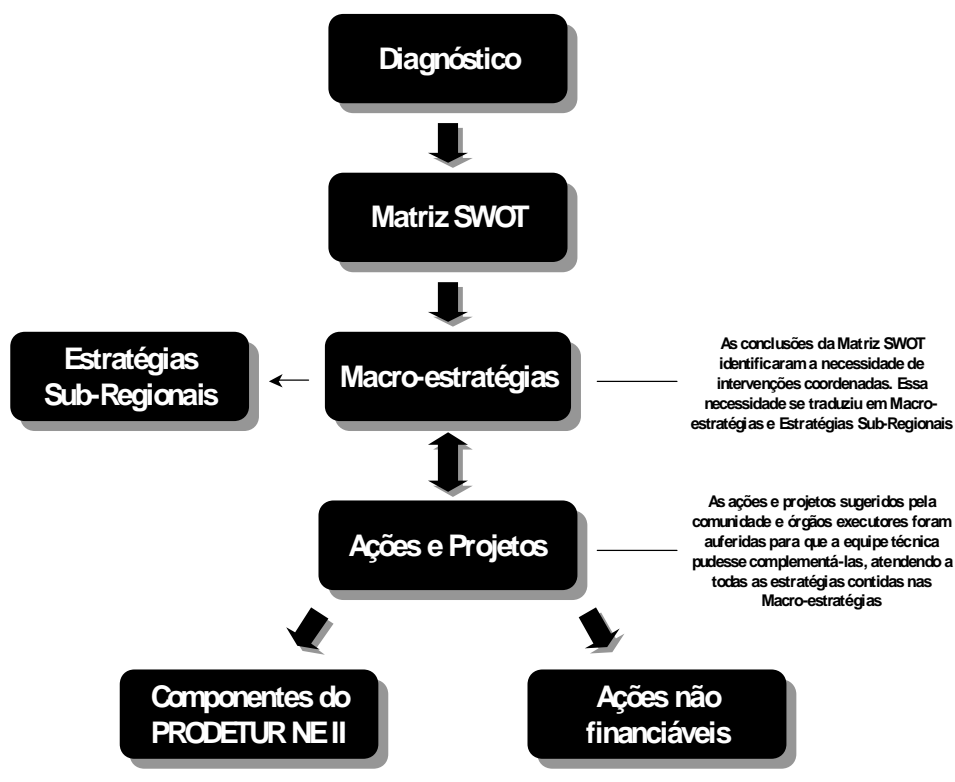 Diagnóstico
Matriz SWOT
Estratégias
Sub-Regionais
Macro-estratégias
As conclusões da Matriz SWOT
identificaram a necessidade de
intervenções coordenadas. Essa
necessidade se traduziu em Macro-
estratégias e Estratégias Sub-Regionais
Ações e Projetos
As ações e projetos sugeridos pela
comunidade e órgãos executores foram
auferidas para que a equipe técnica
pudesse complementá-las, atendendo a
todas as estratégias contidas nas
Macro-estratégias
Componentes do
PRODETUR NE II
Ações não
financiáveis